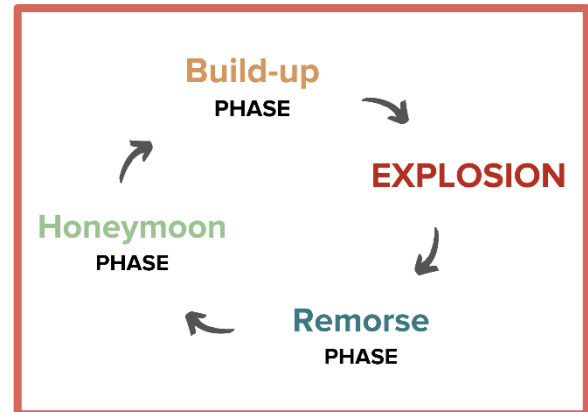 Build-up
PHASE
EXPLOSION
Honeymoon
PHASE
Remorse
PHASE